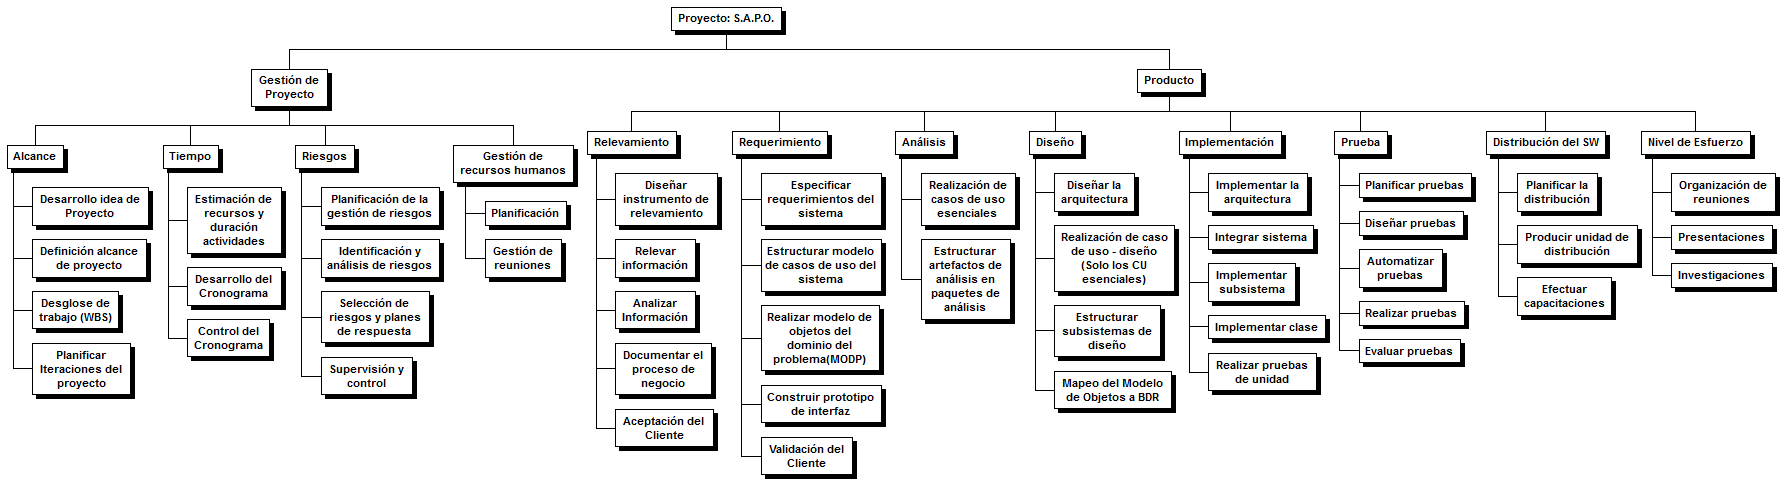 Proyecto: S.A.P.O.
Gestión de
Proyecto
Producto
Alcance
Desarrollo idea de
Proyecto
Definición alcance
de proyecto
Desglose de
trabajo (WBS)
Planificar
Iteraciones del
proyecto
Tiempo
Estimación de
recursos y
duración
actividades
Desarrollo del
Cronograma
Control del
Cronograma
Riesgos
Planificación de la
gestión de riesgos
Identificación y
análisis de riesgos
Selección de
riesgos y planes
de respuesta
Supervisión y
control
Gestión de
recursos humanos
Planificación
Gestión de
reuniones
Relevamiento
Diseñar
instrumento de
relevamiento
Relevar
información
Analizar
Información
Documentar el
proceso de
negocio
Aceptación del
Cliente
Requerimiento
Especificar
requerimientos del
sistema
Estructurar modelo
de casos de uso del
sistema
Realizar modelo de
objetos del
dominio del
problema(MODP)
Construir prototipo
de interfaz
Validación del
Cliente
Análisis
Realización de
casos de uso
esenciales
Estructurar
artefactos de
análisis en
paquetes de
análisis
Diseño
Diseñar la
arquitectura
Realización de caso
de uso - diseño
(Solo los CU
esenciales)
Estructurar
subsistemas de
diseño
Mapeo del Modelo
de Objetos a BDR
Implementación
Implementar la
arquitectura
Integrar sistema
Implementar
subsistema
Implementar clase
Realizar pruebas
de unidad
Prueba
Planificar pruebas
Diseñar pruebas
Automatizar
pruebas
Realizar pruebas
Evaluar pruebas
Distribución del SW
Planificar la
distribución
Producir unidad de
distribución
Efectuar
capacitaciones
Nivel de Esfuerzo
Organización de
reuniones
Presentaciones
Investigaciones